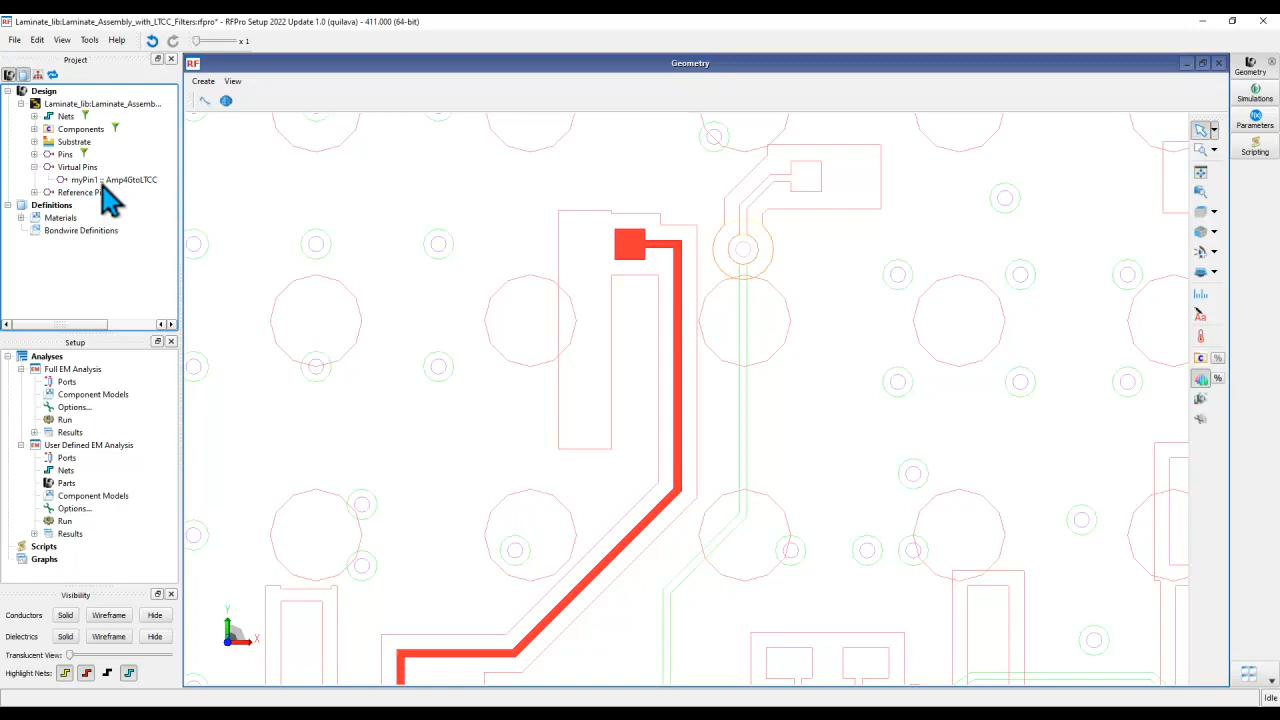 Laminate_lib:Laminate_Assembly_with_LTCC_Filters:rfpro* - RFPro Setup 2022 Update 1.0 (quilava) - 411.000 (64-bit)
File Edit View Tools Help x 1
Project
Design
Laminate_lib:Laminate_Assemb...
Nets
Components
Substrate
Pins
Virtual Pins
myPin1 :: Amp4GtoLTCC
Definitions
Materials
Bondwire Definitions
Setup
Analyses
Full EM Analysis
Ports
Component Models
Options...
Run
Results
User Defined EM Analysis
Ports
Nets
Parts
Component Models
Options...
Run
Results
Scripts
Graphs
Visibility
Conductors Solid Wireframe Hide
Dielectrics Solid Wireframe Hide
Translucent View:
Highlight Nets:
RF Geometry
Create View
Y
X
Aa
C %
%
Geometry
Simulations
f(x)
Parameters
Scripting
Idle